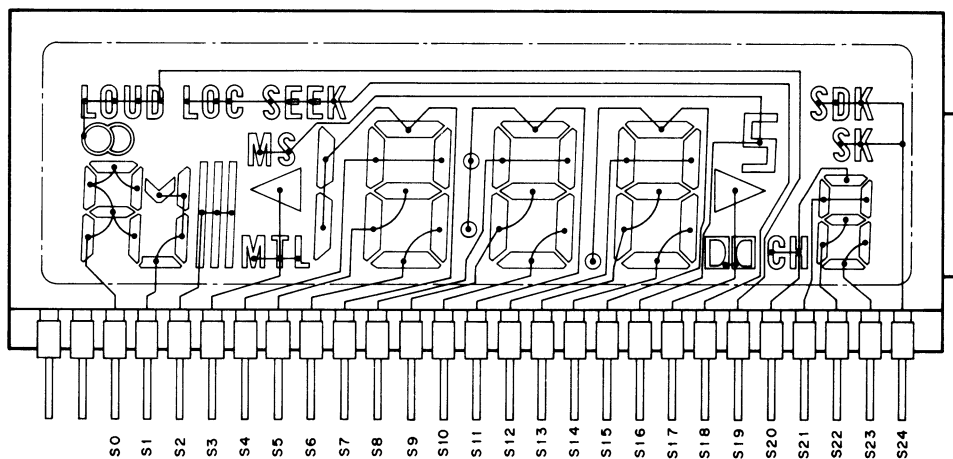 LOUD LOC SEEK SDK
MS SK
MTL CH
S0 S1 S2 S3 S4 S5 S6 S7 S8 S9 S10 S11 S12 S13 S14 S15 S16 S17 S18 S19 S20 S21 S22 S23 S24